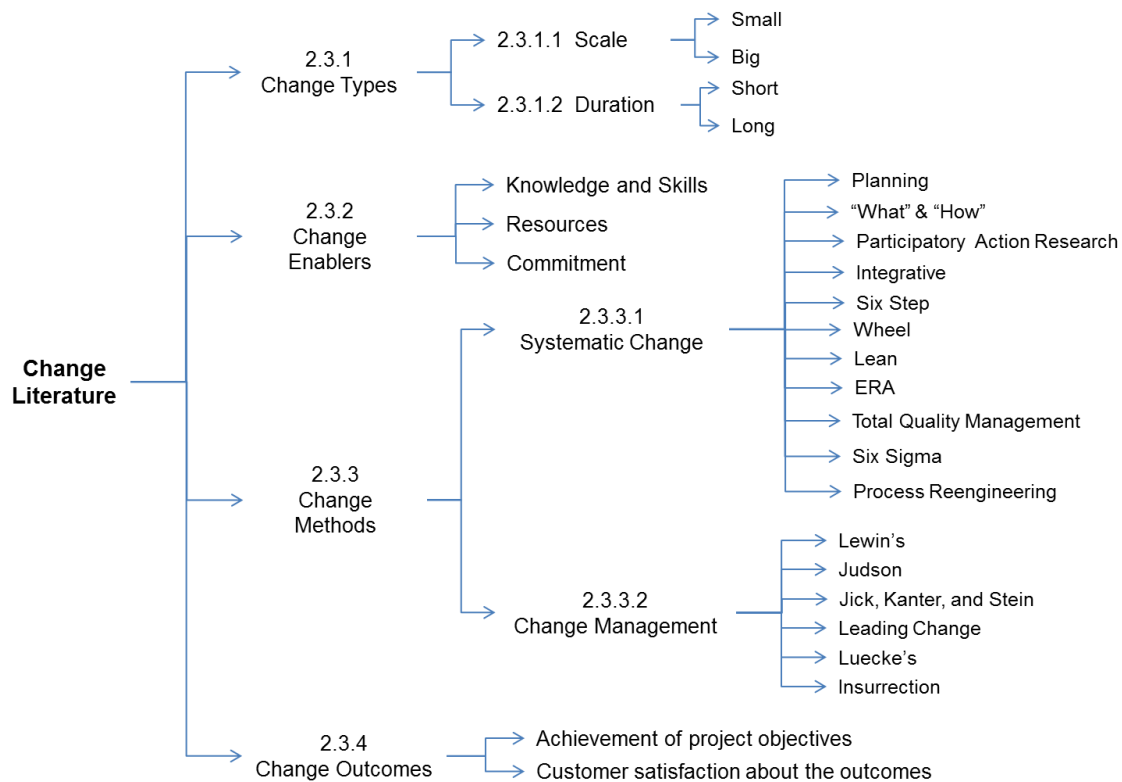 Change
Literature
2.3.1
Change Types
2.3.1.1 Scale
Small
Big
2.3.1.2 Duration
Short
Long
2.3.2
Change
Enablers
Knowledge and Skills
Resources
Commitment
2.3.3
Change
Methods
2.3.3.1
Systematic Change
Planning
“What” & “How”
Participatory Action Research
Integrative
Six Step
Wheel
Lean
ERA
Total Quality Management
Six Sigma
Process Reengineering
2.3.3.2
Change Management
Lewin’s
Judson
Jick, Kanter, and Stein
Leading Change
Luecke’s
Insurrection
2.3.4
Change Outcomes
Achievement of project objectives
Customer satisfaction about the outcomes